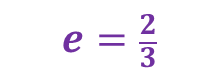 e = 2/3